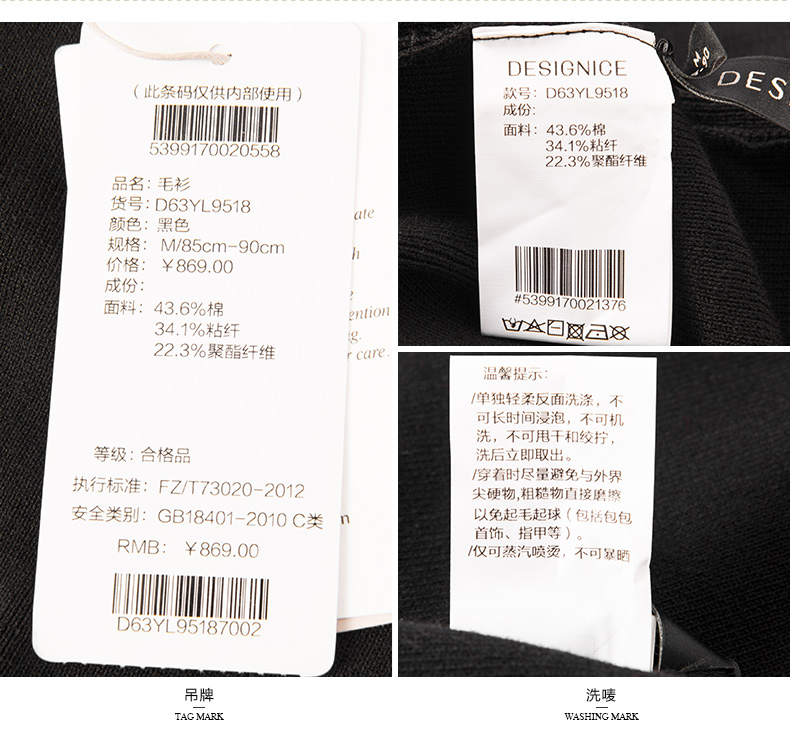 （此条码仅供内部使用）
5399170020558
品名：毛衫
货号：D63YL9518
颜色：黑色
规格：M/85cm-90cm
价格：￥869.00
成份：
面料：43.6%棉
34.1%粘纤
22.3%聚酯纤维
等级：合格品
执行标准：FZ/T73020-2012
安全类别：GB18401-2010 C类
RMB：￥869.00
D63YL95187002
care.
吊牌
TAG MARK
DESIGNICE
款号：D63YL9518
成份：
面料：43.6%棉
34.1%粘纤
22.3%聚酯纤维
#5399170021376
M
DES
温馨提示：
/单独轻柔反面洗涤，不
可长时间浸泡，不可机
洗，不可甩干和绞拧，
洗后立即取出。
/穿着时尽量避免与外界
尖硬物,粗糙物直接磨擦
以免起毛起球（包括包包
首饰、指甲等）。
/仅可蒸汽喷烫，不可暴晒
洗唛
WASHING MARK